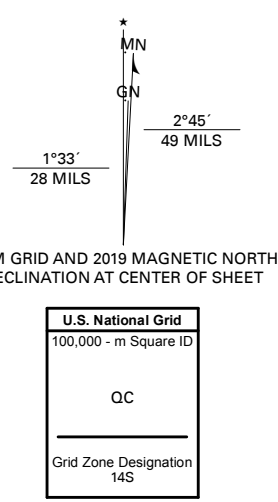 ★
MN
GN
2°45´
49 MILS
1°33´
28 MILS
M GRID AND 2019 MAGNETIC NORTH
ECLINATION AT CENTER OF SHEET
U.S. National Grid
100,000 - m Square ID
QC
Grid Zone Designation
14S